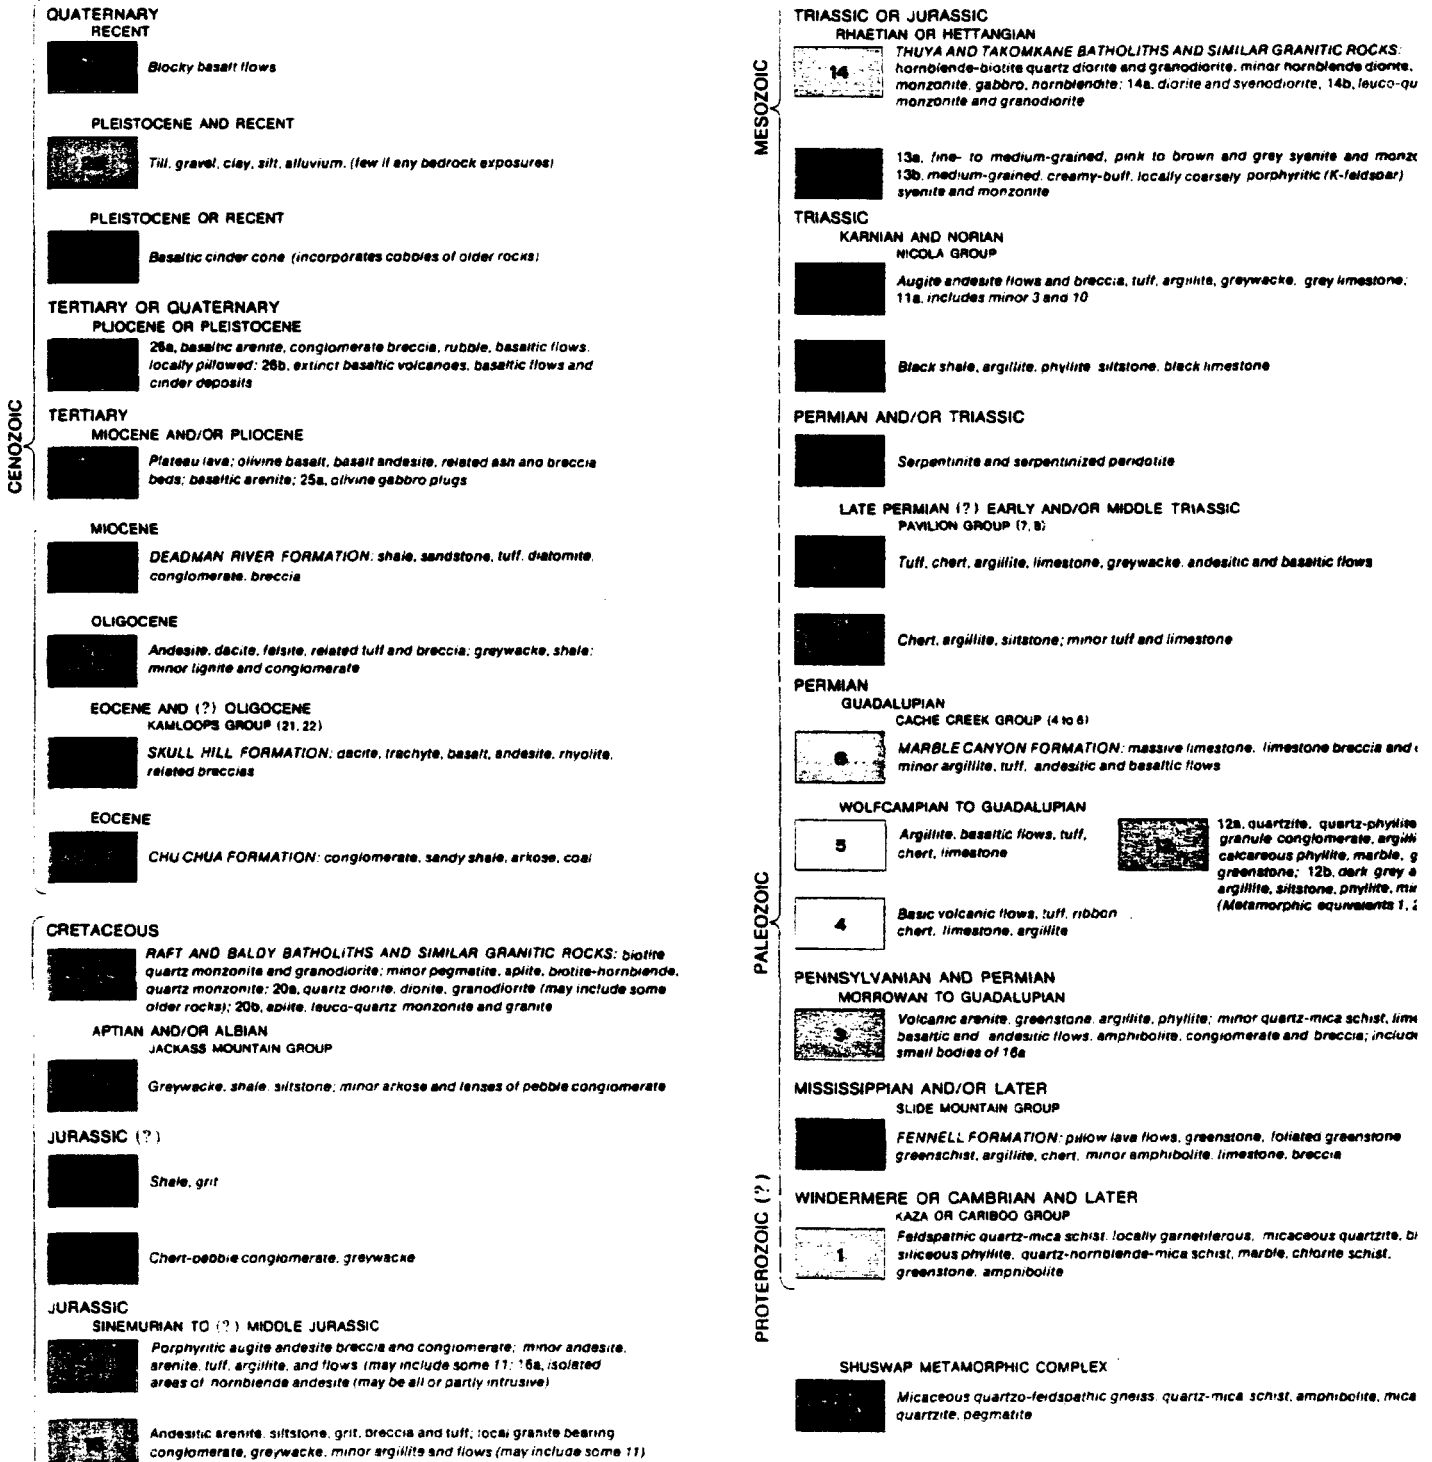 QUATERNARY
RECENT
Blocky basalt flows
PLEISTOCENE AND RECENT
Till, gravel, clay, silt, alluvium, (few if any bedrock exposures)
PLEISTOCENE OR RECENT
Basaltic cinder cone (incorporates cobbles of older rocks)
TERTIARY OR QUATERNARY
PLIOCENE OR PLEISTOCENE
26a, basaltic arenite, conglomerate breccia, rubble, basaltic flows,
locally pillowed; 26b, extinct basaltic volcanoes, basaltic flows and
cinder deposits
CENOZOIC
TERTIARY
MIOCENE AND/OR PLIOCENE
Plateau lava; olivine basalt, basalt andesite, related ash and breccia
beds; basaltic arenite; 25a, olivine gabbro plugs
MIOCENE
DEADMAN RIVER FORMATION: shale, sandstone, tuff, diatomite,
conglomerate, breccia
OLIGOCENE
Andesite, dacite, felsite, related tuff and breccia; greywacke, shale;
minor lignite and conglomerate
EOCENE AND (?) OLIGOCENE
KAMLOOPS GROUP (21, 22)
SKULL HILL FORMATION: dacite, trachyte, basalt, andesite, rhyolite,
related breccias
EOCENE
CHU CHUA FORMATION: conglomerate, sandy shale, arkose, coal
CRETACEOUS
RAFT AND BALDY BATHOLITHS AND SIMILAR GRANITIC ROCKS: biotite
quartz monzonite and granodiorite; minor pegmatite, aplite, biotite-hornblende,
quartz monzonite; 20a, quartz diorite, diorite, granodiorite (may include some
older rocks); 20b, aplite, leuco-quartz monzonite and granite
APTIAN AND/OR ALBIAN
JACKASS MOUNTAIN GROUP
Greywacke, shale, siltstone; minor arkose and lenses of pebble conglomerate
JURASSIC (?)
Shale, grit
Chert-pebble conglomerate, greywacke
JURASSIC
SINEMURIAN TO (?) MIDDLE JURASSIC
Porphyritic augite andesite breccia and conglomerate; minor andesite,
arenite, tuff, argillite, and flows (may include some 11; 16a, isolated
areas of hornblende andesite (may be all or partly intrusive)
Andesitic arenite, siltstone, grit, breccia and tuff; local granite bearing
conglomerate, greywacke, minor argillite and flows (may include some 11)
MESOZOIC
TRIASSIC OR JURASSIC
RHAETIAN OR HETTANGIAN
14
THUYA AND TAKOMKANE BATHOLITHS AND SIMILAR GRANITIC ROCKS:
hornblende-biotite quartz diorite and granodiorite, minor hornblende diorite,
monzonite, gabbro, hornblendite; 14a, diorite and syenodiorite, 14b, leuco-qu
monzonite and granodiorite
13a, fine- to medium-grained, pink to brown and grey syenite and monzo
13b, medium-grained, creamy-buff, locally coarsely porphyritic (K-feldspar)
syenite and monzonite
TRIASSIC
KARNIAN AND NORIAN
NICOLA GROUP
Augite andesite flows and breccia, tuff, argillite, greywacke, grey limestone;
11a, includes minor 3 and 10
Black shale, argillite, phyllite siltstone, black limestone
PERMIAN AND/OR TRIASSIC
Serpentinite and serpentinized peridotite
LATE PERMIAN (?) EARLY AND/OR MIDDLE TRIASSIC
PAVILION GROUP (7, 8)
Tuff, chert, argillite, limestone, greywacke, andesitic and basaltic flows
Chert, argillite, siltstone; minor tuff and limestone
PERMIAN
GUADALUPIAN
CACHE CREEK GROUP (4 to 6)
6
MARBLE CANYON FORMATION: massive limestone, limestone breccia and
minor argillite, tuff, andesitic and basaltic flows
WOLFCAMPIAN TO GUADALUPIAN
5
Argillite, basaltic flows, tuff,
chert, limestone
12a, quartzite, quartz-phyllite
granule conglomerate, argilli
calcareous phyllite, marble, g
greenstone; 12b, dark grey a
argillite, siltstone, phyllite, mi
(Metamorphic equivalents 1, 2
PALEOZOIC
4
Basic volcanic flows, tuff, ribbon
chert, limestone, argillite
PENNSYLVANIAN AND PERMIAN
MORROWAN TO GUADALUPIAN
3
Volcanic arenite, greenstone, argillite, phyllite; minor quartz-mica schist, lime
basaltic and andesitic flows, amphibolite, conglomerate and breccia; includ
small bodies of 16a
MISSISSIPPIAN AND/OR LATER
SLIDE MOUNTAIN GROUP
FENNELL FORMATION: pillow lava flows, greenstone, foliated greenstone
greenschist, argillite, chert, minor amphibolite, limestone, breccia
PROTEROZOIC (?)
WINDERMERE OR CAMBRIAN AND LATER
KAZA OR CARIBOO GROUP
1
Feldspathic quartz-mica schist, locally garnetiferous, micaceous quartzite, bl
siliceous phyllite, quartz-hornblende-mica schist, marble, chlorite schist,
greenstone, amphibolite
SHUSWAP METAMORPHIC COMPLEX
Micaceous quartzo-feldspathic gneiss, quartz-mica schist, amphibolite, mica
quartzite, pegmatite